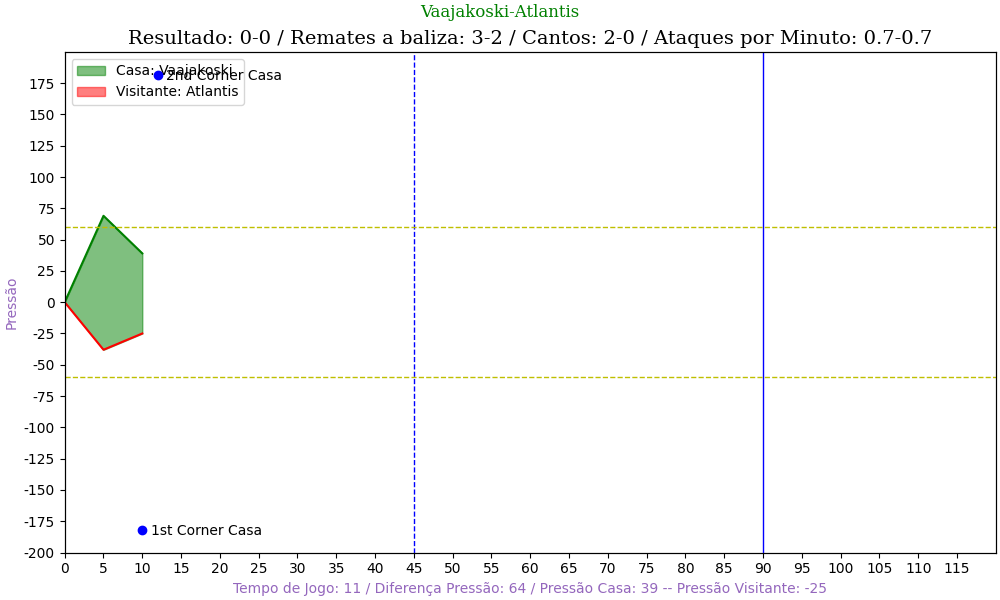 Vaajakoski-Atlantis
Resultado: 0-0 / Remates a baliza: 3-2 / Cantos: 2-0 / Ataques por Minuto: 0.7-0.7
Casa: Vaajakoski
2nd Corner Casa
Visitante: Atlantis
175
150
125
100
75
50
25
0
-25
-50
-75
-100
-125
-150
-175
-200
Pressão
1st Corner Casa
0 5 10 15 20 25 30 35 40 45 50 55 60 65 70 75 80 85 90 95 100 105 110 115
Tempo de Jogo: 11 / Diferença Pressão: 64 / Pressão Casa: 39 -- Pressão Visitante: -25